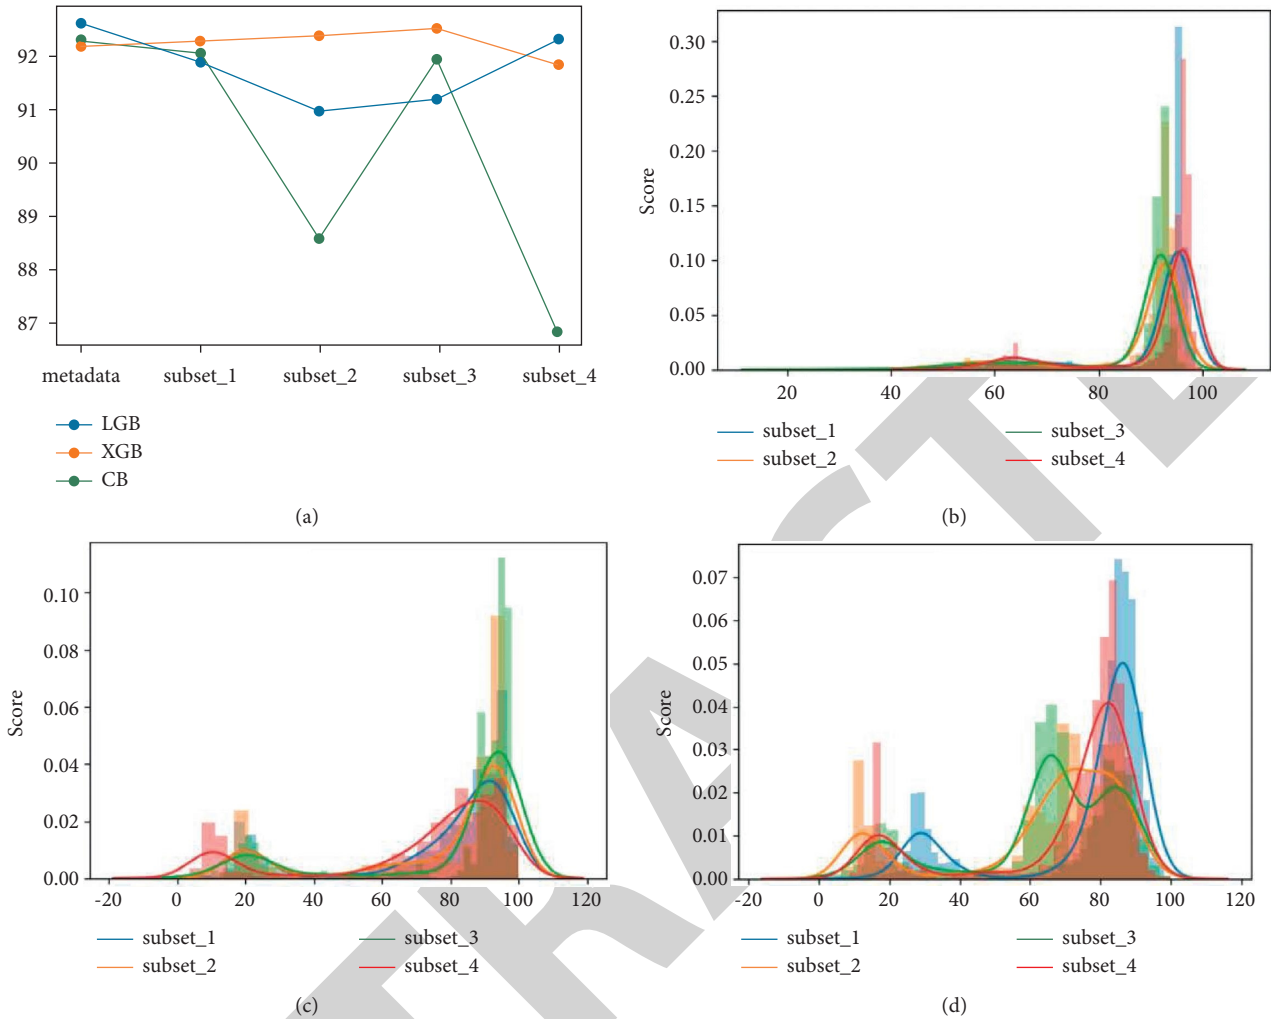 92
91
90
89
88
87
metadata subset_1 subset_2 subset_3 subset_4
LGB
XGB
CB
(a)
Score
0.30
0.25
0.20
0.15
0.10
0.05
0.00
20 40 60 80 100
subset_1 subset_3
subset_2 subset_4
(b)
Score
0.10
0.08
0.06
0.04
0.02
0.00
-20 0 20 40 60 80 100 120
subset_1 subset_3
subset_2 subset_4
(c)
Score
0.07
0.06
0.05
0.04
0.03
0.02
0.01
0.00
-20 0 20 40 60 80 100 120
subset_1 subset_3
subset_2 subset_4
(d)